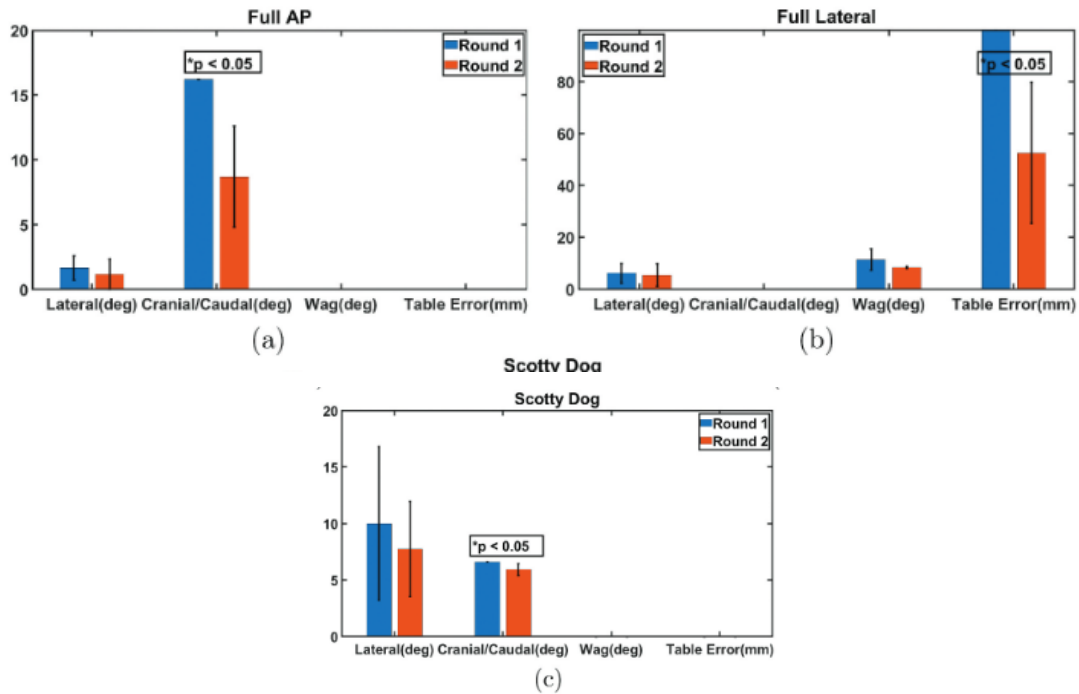 Full AP
20
15
10
5
0
*p < 0.05
Round 1
Round 2
Lateral(deg) Cranial/Caudal(deg) Wag(deg) Table Error(mm)
(a)
Full Lateral
80
60
40
20
0
Round 1
Round 2
*p < 0.05
Lateral(deg) Cranial/Caudal(deg) Wag(deg) Table Error(mm)
(b)
Scotty Dog
Scotty Dog
20
15
10
5
0
*p < 0.05
Round 1
Round 2
Lateral(deg) Cranial/Caudal(deg) Wag(deg) Table Error(mm)
(c)